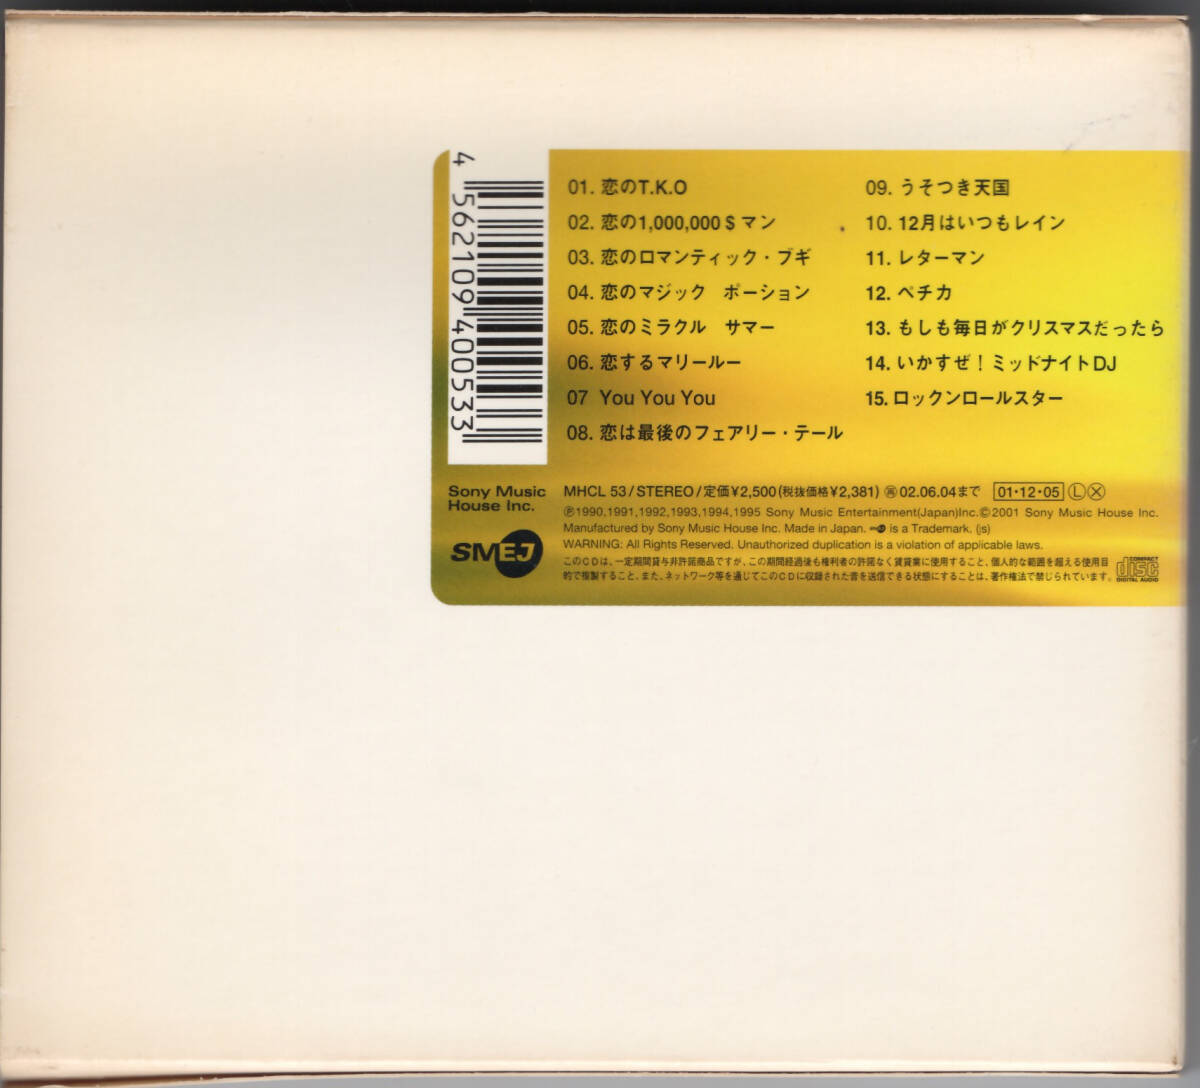 4 562109 400533
01. 恋のT.K.O
02. 恋の1,000,000$マン
03. 恋のロマンティック・ブギ
04. 恋のマジック ポーション
05. 恋のミラクル サマー
06. 恋するマリールー
07 You You You
08. 恋は最後のフェアリー・テール
09. うそつき天国
10. 12月はいつもレイン
11. レターマン
12. ペチカ
13. もしも毎日がクリスマスだったら
14. いかすぜ!ミッドナイトDJ
15. ロックンロールスター
Sony Music
House Inc.
SMEJ
MHCL 53/STEREO/定価¥2,500(税抜価格¥2,381) 02.06.04まで 01・12・05 Ⓛ Ⓧ
℗1990,1991,1992,1993,1994,1995 Sony Music Entertainment(Japan)Inc.©2001 Sony Music House Inc.
Manufactured by Sony Music House Inc. Made in Japan. is a Trademark. (js)
WARNING: All Rights Reserved. Unauthorized duplication is a violation of applicable laws.
このCDは、一定期間貸与非許諾商品ですが、この期間経過後も権利者の許諾なく賃貸業に使用すること、個人的な範囲を超える使用目
的で複製すること、また、ネットワーク等を通じてこのCDに収録された音を送信できる状態にすることは、著作権法で禁じられています。
COMPACT
disc
DIGITAL AUDIO